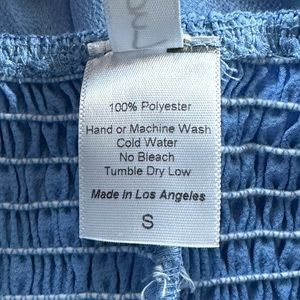 100% Polyester
Hand or Machine Wash
Cold Water
No Bleach
Tumble Dry Low
Made in Los Angeles
S